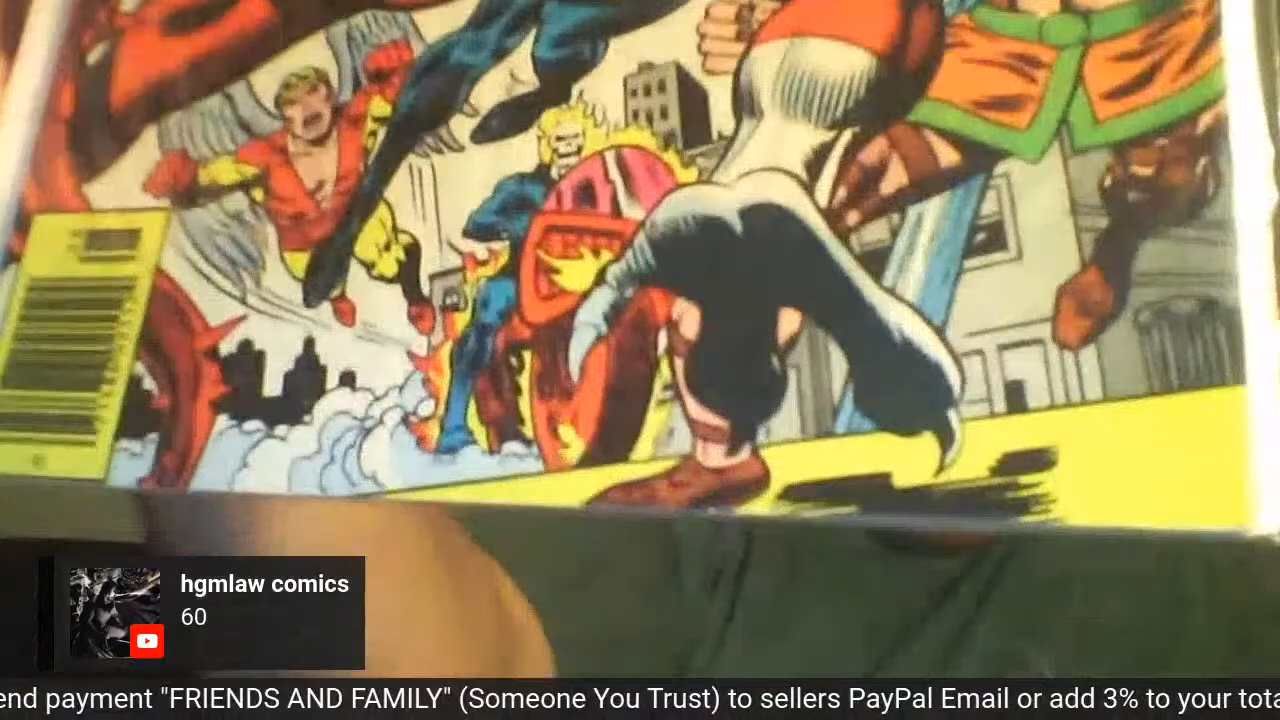 hgmlaw comics
60
end payment "FRIENDS AND FAMILY" (Someone You Trust) to sellers PayPal Email or add 3% to your tota